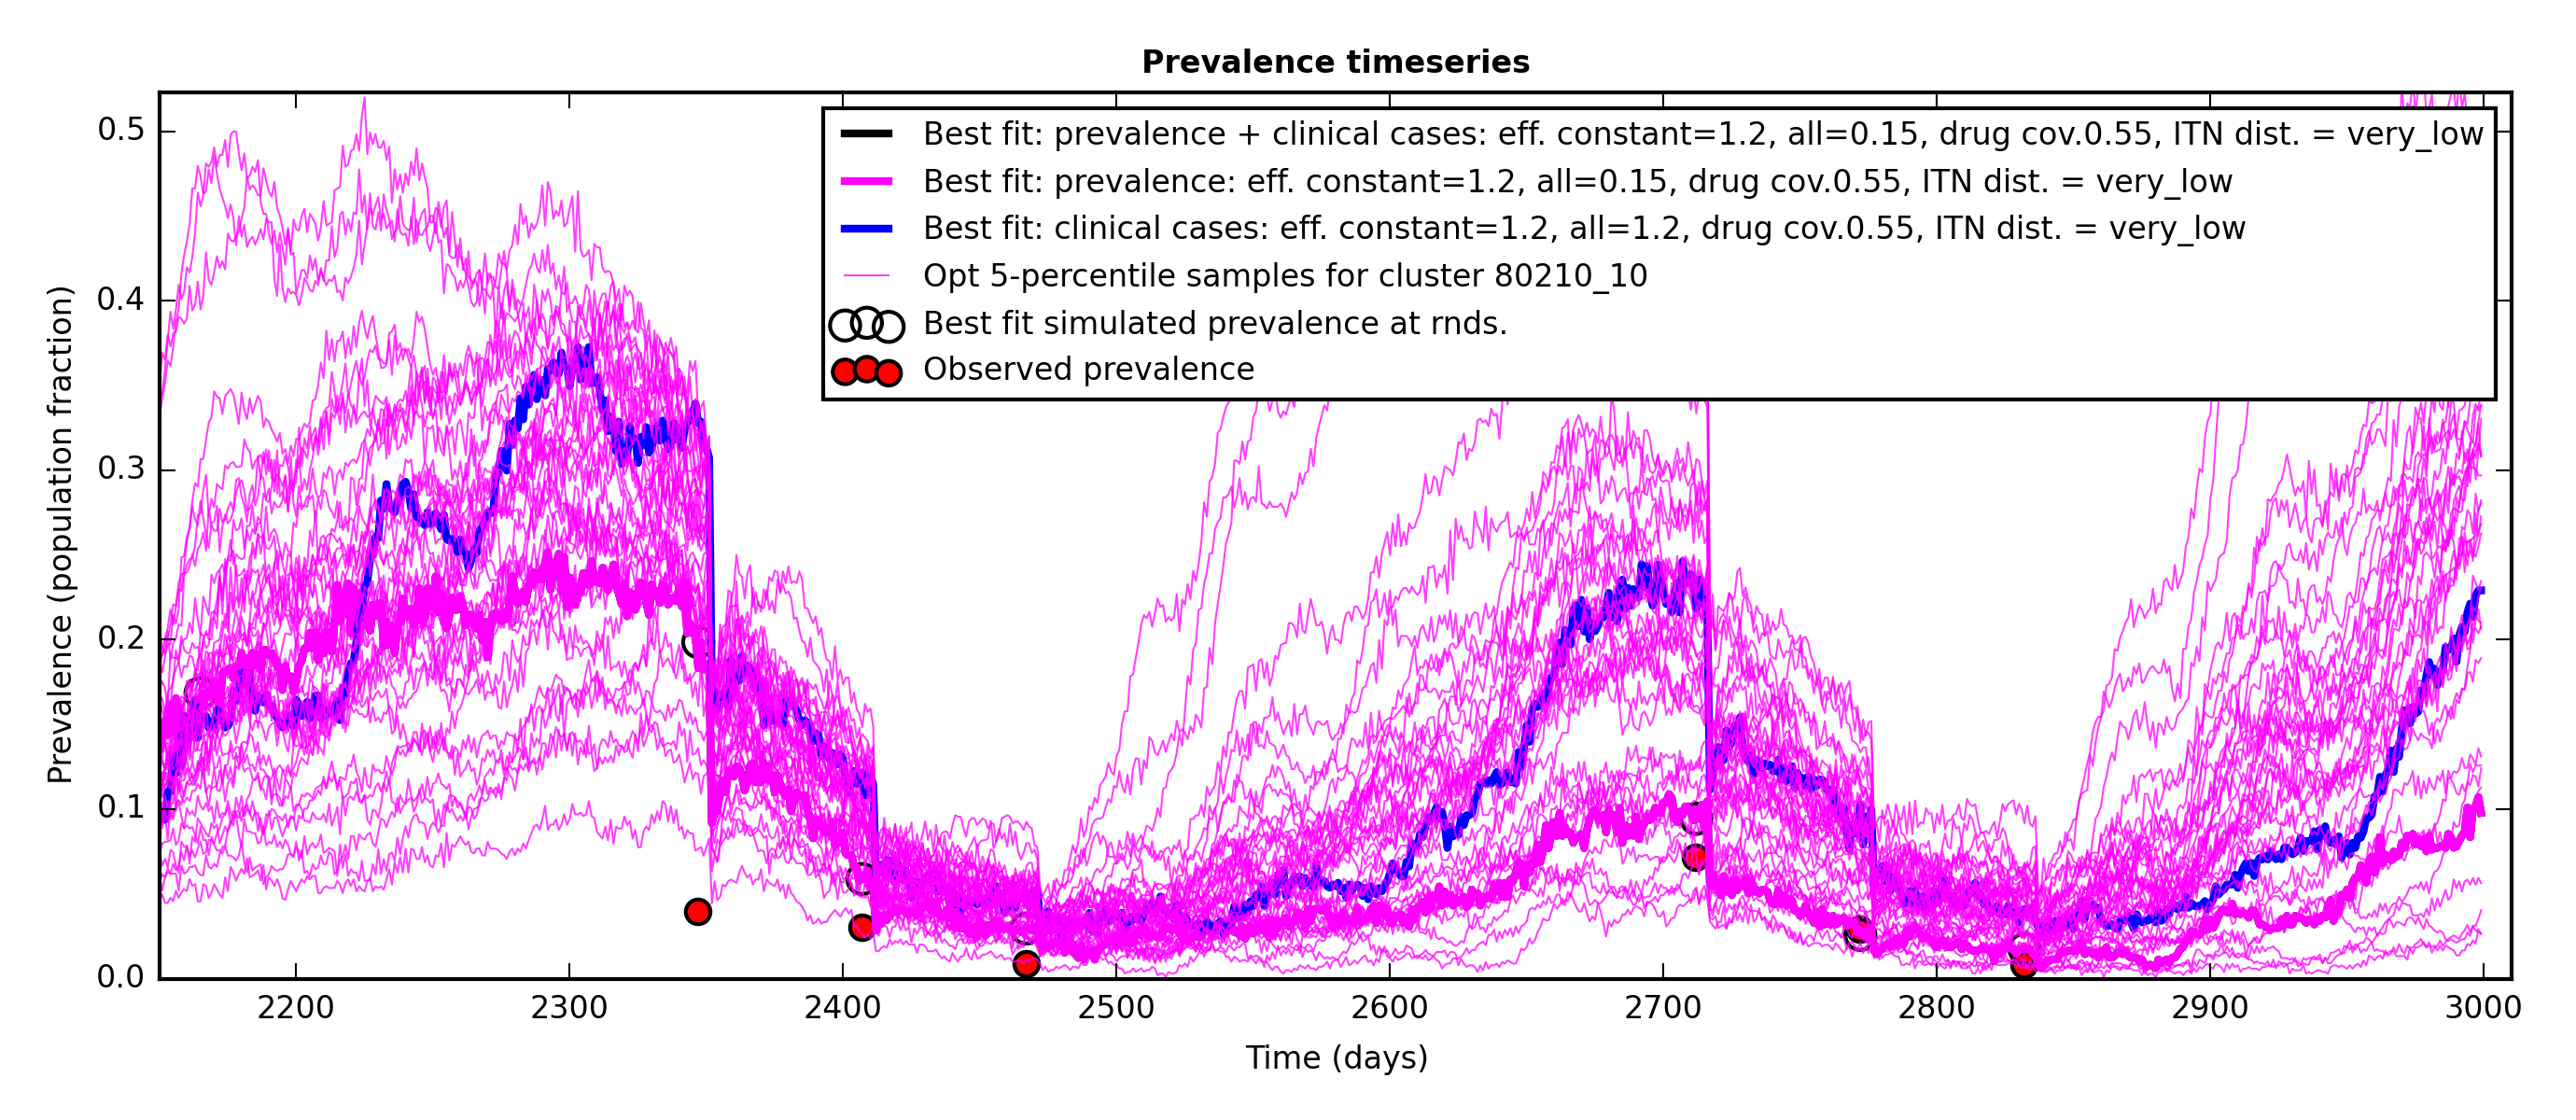 Prevalence timeseries
Best fit: prevalence + clinical cases: eff. constant=1.2, all=0.15, drug cov.0.55, ITN dist. = very_low
Best fit: prevalence: eff. constant=1.2, all=0.15, drug cov.0.55, ITN dist. = very_low
Best fit: clinical cases: eff. constant=1.2, all=1.2, drug cov.0.55, ITN dist. = very_low
Opt 5-percentile samples for cluster 80210_10
Best fit simulated prevalence at rnds.
Observed prevalence
Prevalence (population fraction)
0.5
0.4
0.3
0.2
0.1
0.0
2200 2300 2400 2500 2600 2700 2800 2900 3000
Time (days)